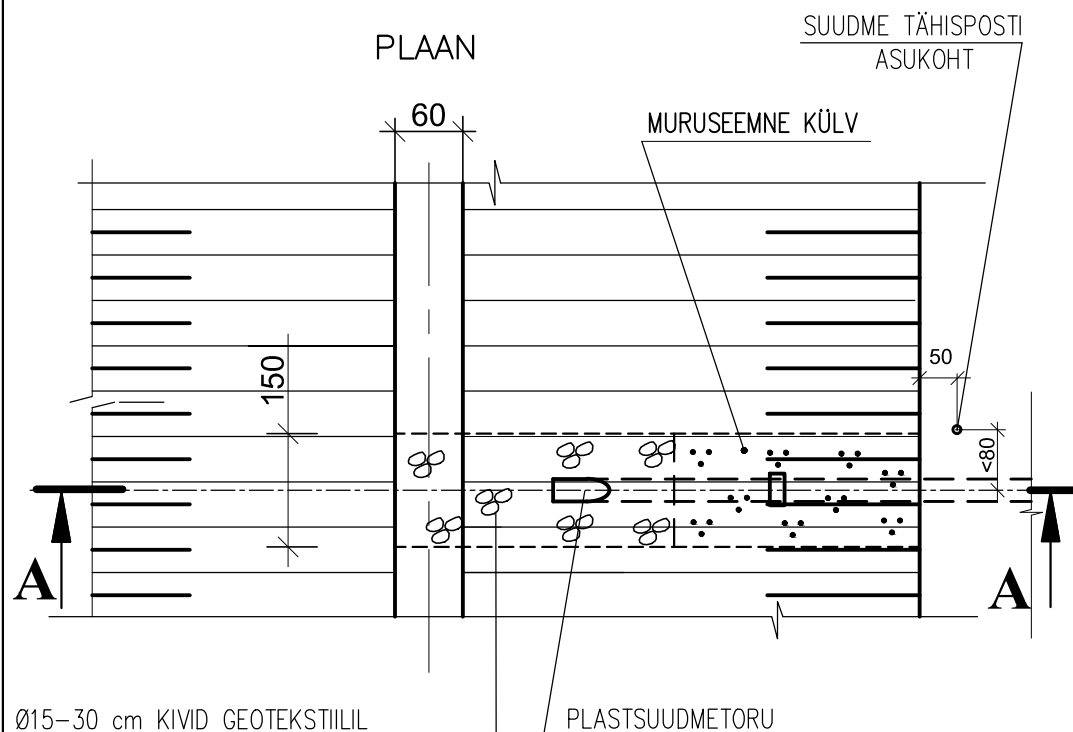 PLAAN
SUUDME TÄHISPOSTI
ASUKOHT
60
MURUSEEMNE KÜLV
150
50
<80
A
A
Ø15-30 cm KIVID GEOTEKSTIILIL
PLASTSUUDMETORU